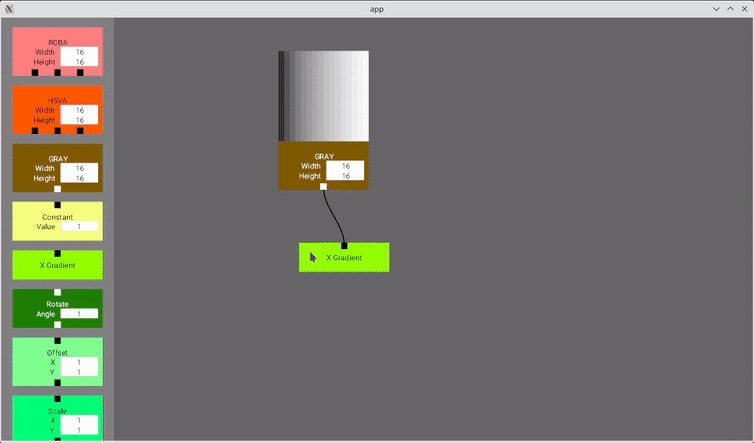 app
RGBA
Width 16
Height 16
HSVA
Width 16
Height 16
GRAY
Width 16
Height 16
Constant
Value 1
X Gradient
Rotate
Angle 1
Offset
X 1
Y 1
Scale
X 1
Y 1
GRAY
Width 16
Height 16
X Gradient